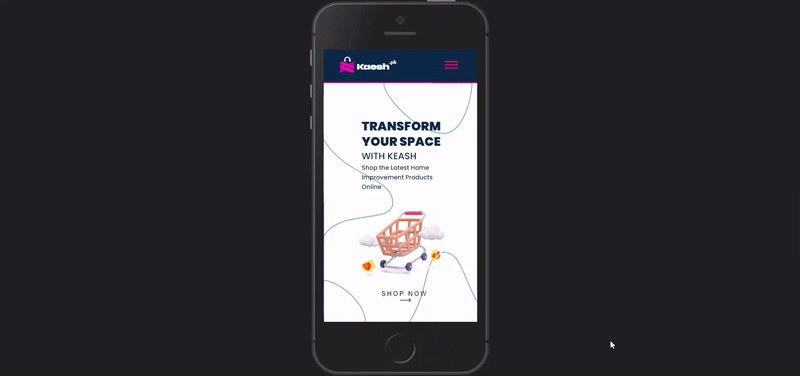 Kaesh.pk
TRANSFORM
YOUR SPACE
WITH KEASH
Shop the Latest Home
Improvement Products
Online
SHOP NOW